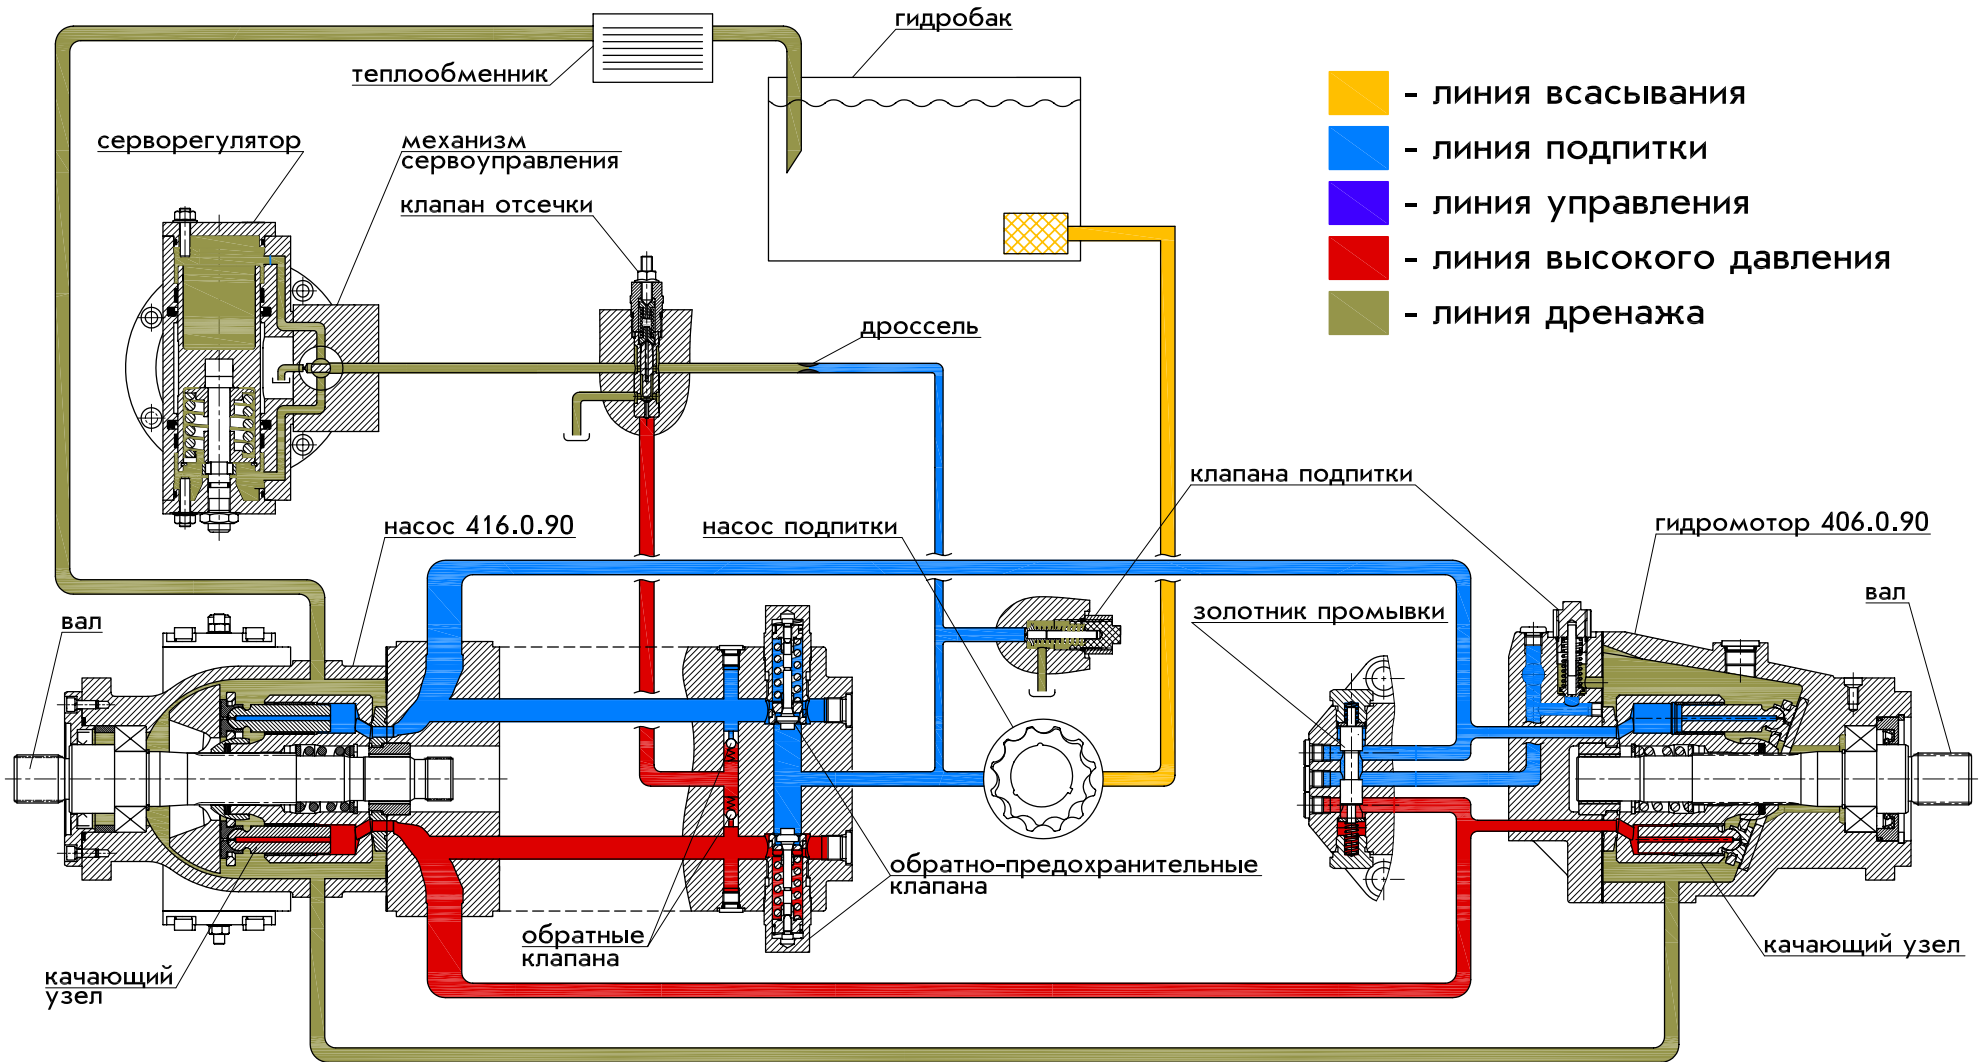 гидробак
теплообменник
- линия всасывания
- линия подпитки
- линия управления
- линия высокого давления
- линия дренажа
серворегулятор
механизм
сервоуправления
клапан отсечки
дроссель
клапана подпитки
насос 416.0.90
насос подпитки
гидромотор 406.0.90
вал
золотник промывки
вал
обратно-предохранительные
клапана
обратные
клапана
качающий
узел
качающий узел